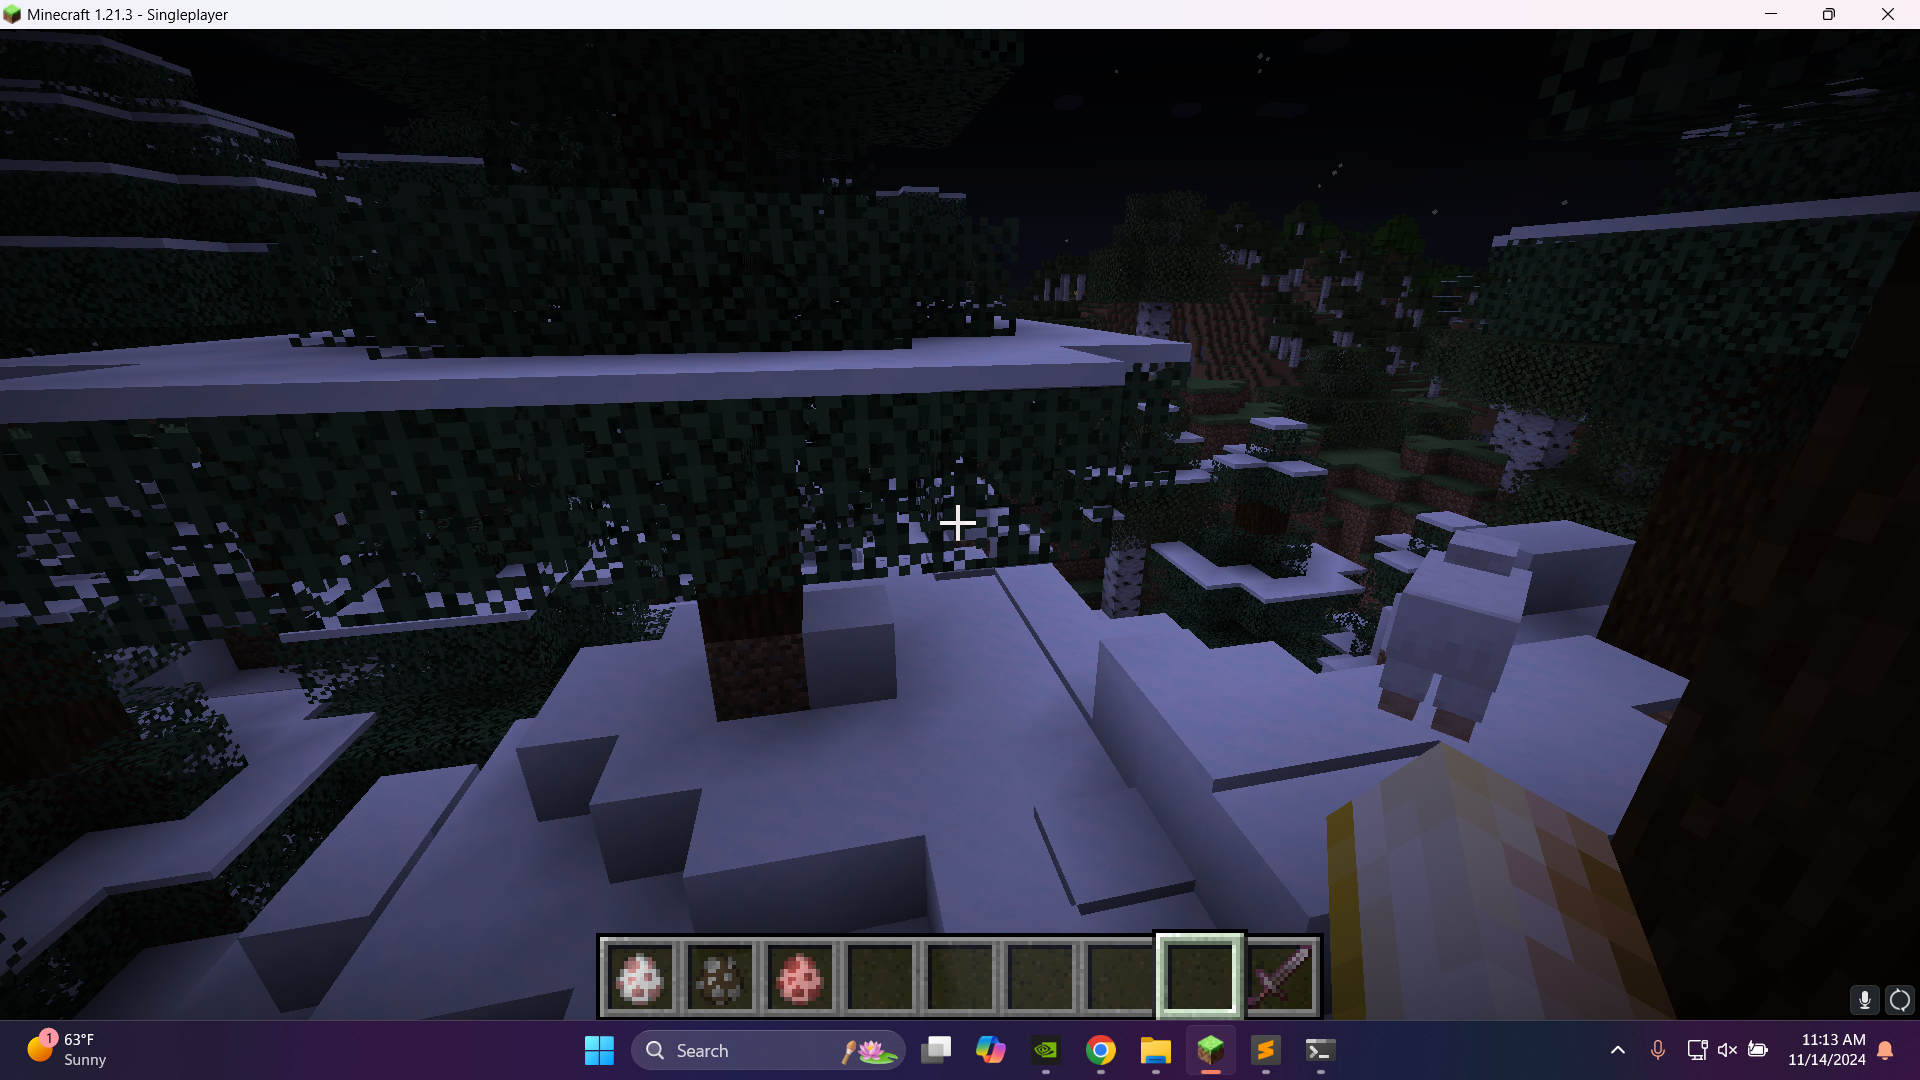 Minecraft 1.21.3 - Singleplayer
1
63°F
Sunny
Search
11:13 AM
11/14/2024